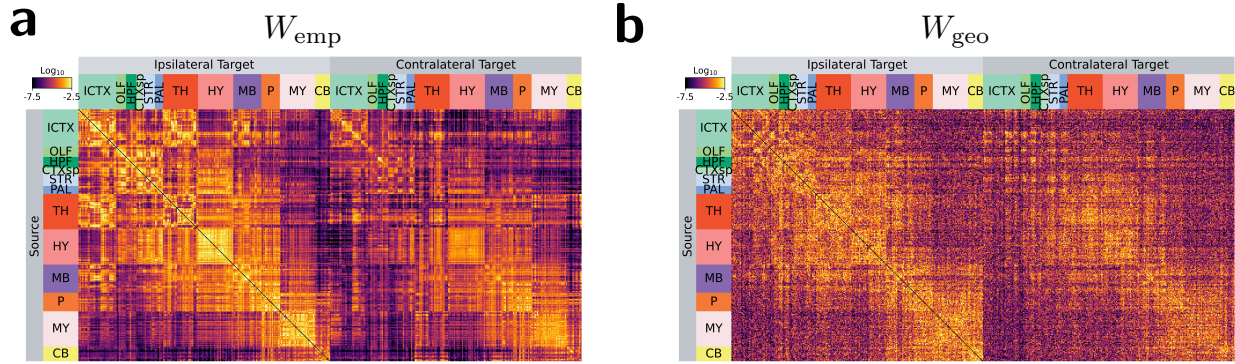 a
W_emp
Ipsilateral Target Contralateral Target
Log₁₀
-7.5 -2.5
ICTX OLF HPF CTXsp STR PAL TH HY MB P MY CB ICTX OLF HPF CTXsp STR PAL TH HY MB P MY CB
Source
ICTX
OLF
HPF
CTXsp
STR
PAL
TH
HY
MB
P
MY
CB
b
W_geo
Ipsilateral Target Contralateral Target
Log₁₀
-7.5 -2.5
ICTX OLF HPF CTXsp STR PAL TH HY MB P MY CB ICTX OLF HPF CTXsp STR PAL TH HY MB P MY CB
Source
ICTX
OLF
HPF
CTXsp
STR
PAL
TH
HY
MB
P
MY
CB